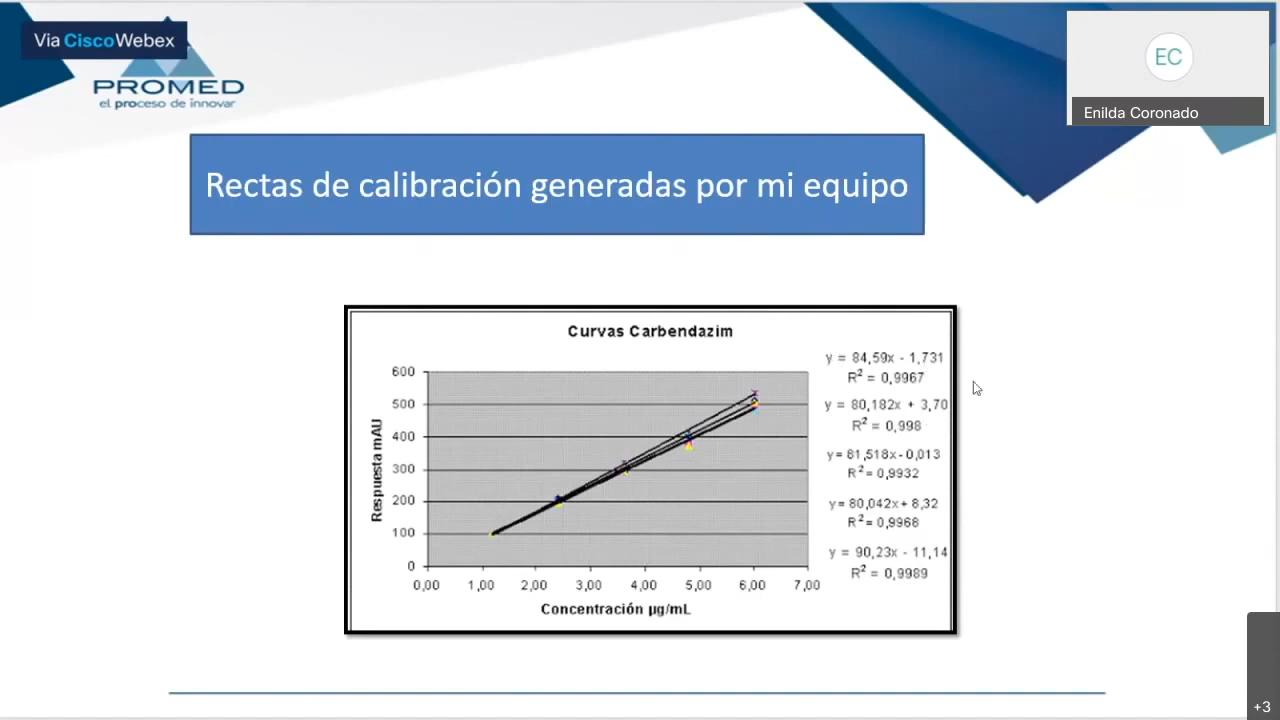 Via CiscoWebex
PROMED
el proceso de innovar
EC
Enilda Coronado
Rectas de calibración generadas por mi equipo
Curvas Carbendazim
600
500
400
300
200
100
0
Respuesta mAU
0,00 1,00 2,00 3,00 4,00 5,00 6,00 7,00
Concentración µg/mL
y = 84,59x - 1,731
R² = 0,9967
y = 80,182x + 3,70
R² = 0,998
y = 81,518x - 0,013
R² = 0,9932
y = 80,042x + 8,32
R² = 0,9968
y = 90,23x - 11,14
R² = 0,9989
+3